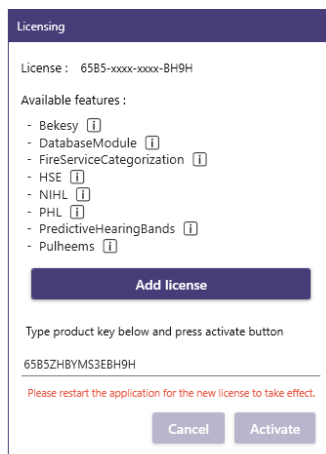 Licensing
License : 65B5-xxxx-xxxx-BH9H
Available features :
- Bekesy i
- DatabaseModule i
- FireServiceCategorization i
- HSE i
- NIHL i
- PHL i
- PredictiveHearingBands i
- Pulheems i
Add license
Type product key below and press activate button
65B5ZHBYMS3EBH9H
Please restart the application for the new license to take effect.
Cancel Activate